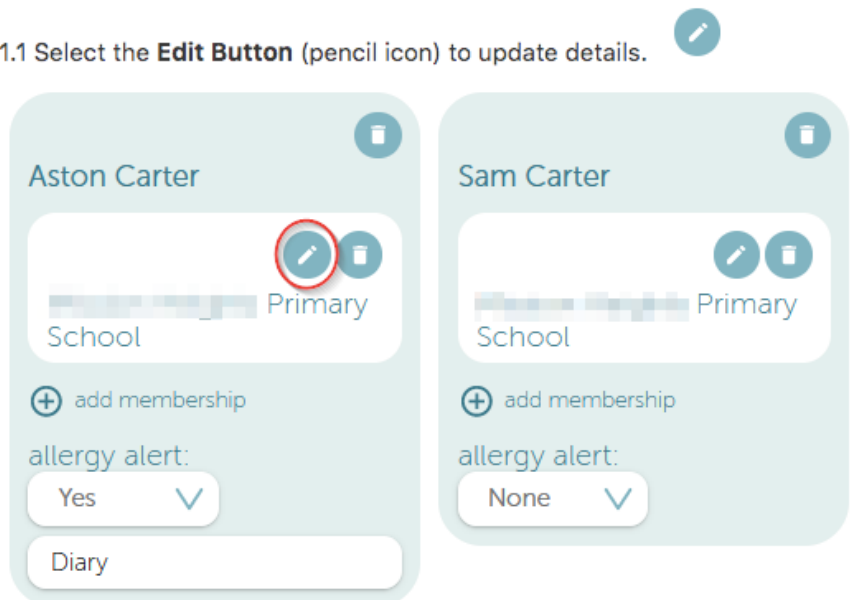 1.1 Select the Edit Button (pencil icon) to update details.
Aston Carter
Primary
School
add membership
allergy alert:
Yes
Diary
Sam Carter
Primary
School
add membership
allergy alert:
None